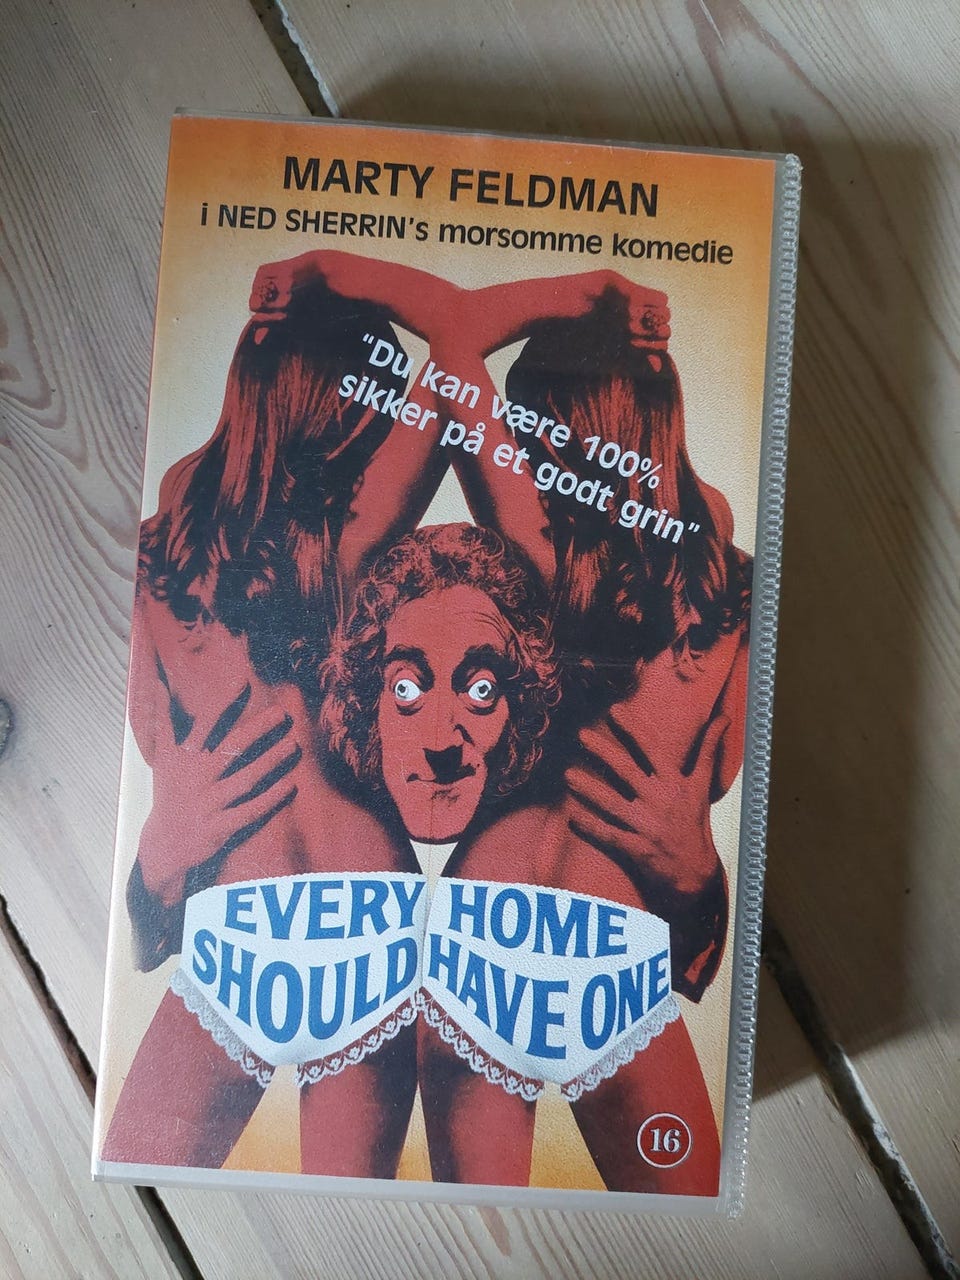 MARTY FELDMAN
i NED SHERRIN's morsomme komedie
"Du kan være 100%
sikker på et godt grin"
EVERY HOME
SHOULD HAVE ONE
16